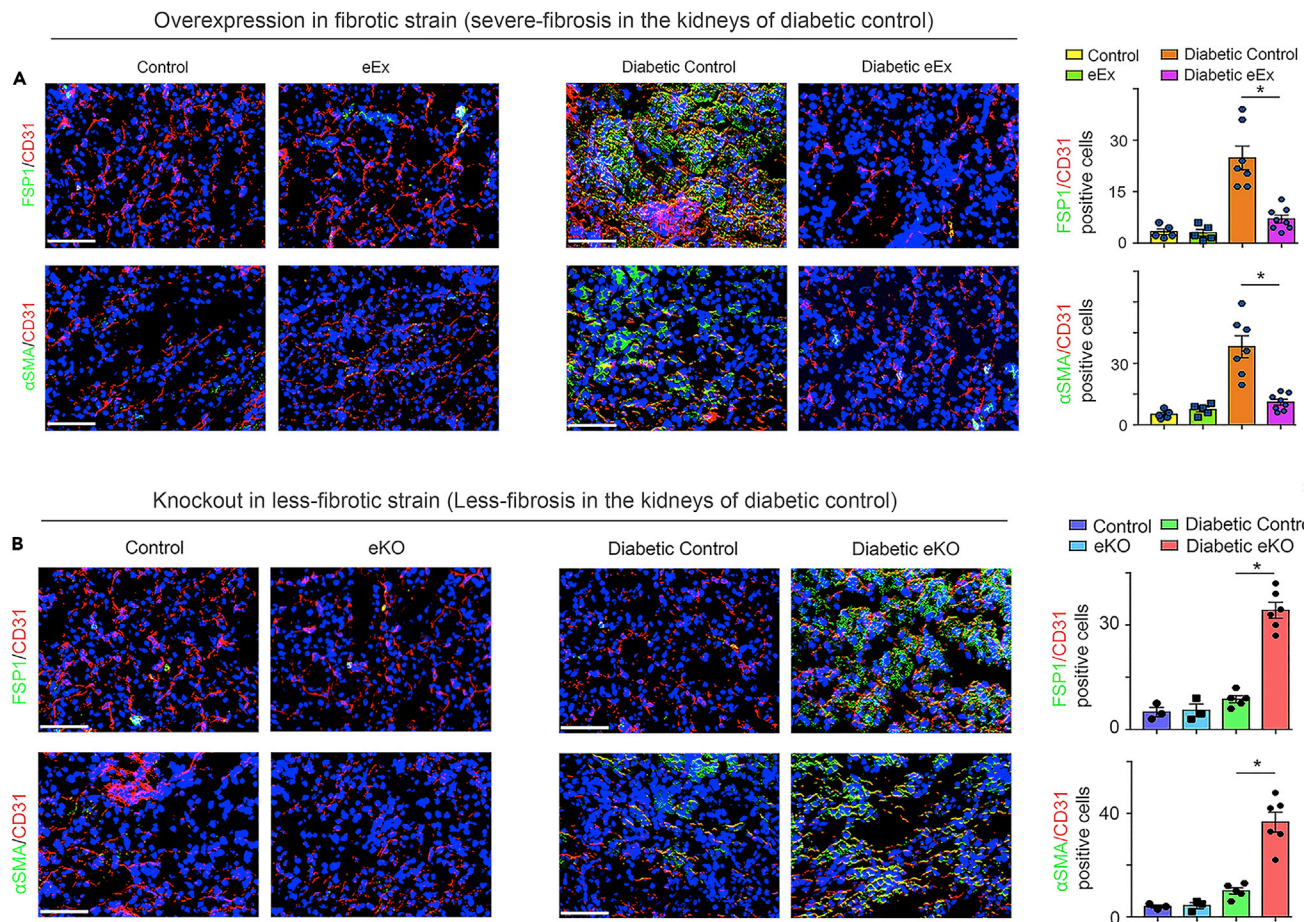 Overexpression in fibrotic strain (severe-fibrosis in the kidneys of diabetic control)
A
Control
eEx
Diabetic Control
Diabetic eEx
FSP1/CD31
αSMA/CD31
Control
Diabetic Control
eEx
Diabetic eEx
*
30
15
0
FSP1/CD31
positive cells
*
30
0
αSMA/CD31
positive cells
Knockout in less-fibrotic strain (Less-fibrosis in the kidneys of diabetic control)
B
Control
eKO
Diabetic Control
Diabetic eKO
FSP1/CD31
αSMA/CD31
Control
Diabetic Contro
eKO
Diabetic eKO
*
30
0
FSP1/CD31
positive cells
*
40
0
αSMA/CD31
positive cells